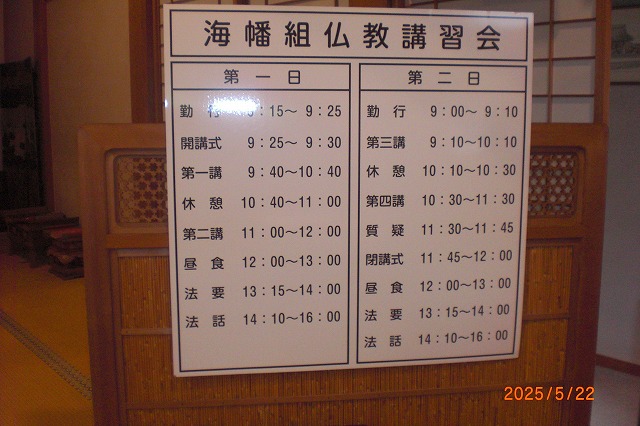 海幡組仏教講習会
第一日
勤行 15～ 9：25
開講式 9：25～ 9：30
第一講 9：40～10：40
休憩 10：40～11：00
第二講 11：00～12：00
昼食 12：00～13：00
法要 13：15～14：00
法話 14：10～16：00
第二日
勤行 9：00～ 9：10
第三講 9：10～10：10
休憩 10：10～10：30
第四講 10：30～11：30
質疑 11：30～11：45
閉講式 11：45～12：00
昼食 12：00～13：00
法要 13：15～14：00
法話 14：10～16：00
2025/5/22